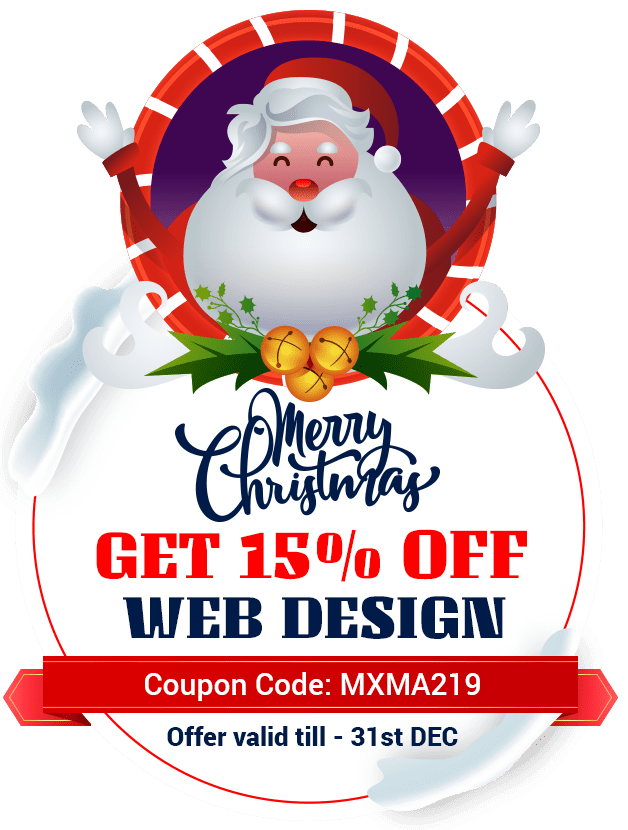 Merry
Christmas
GET 15% OFF
WEB DESIGN
Coupon Code: MXMA219
Offer valid till - 31st DEC